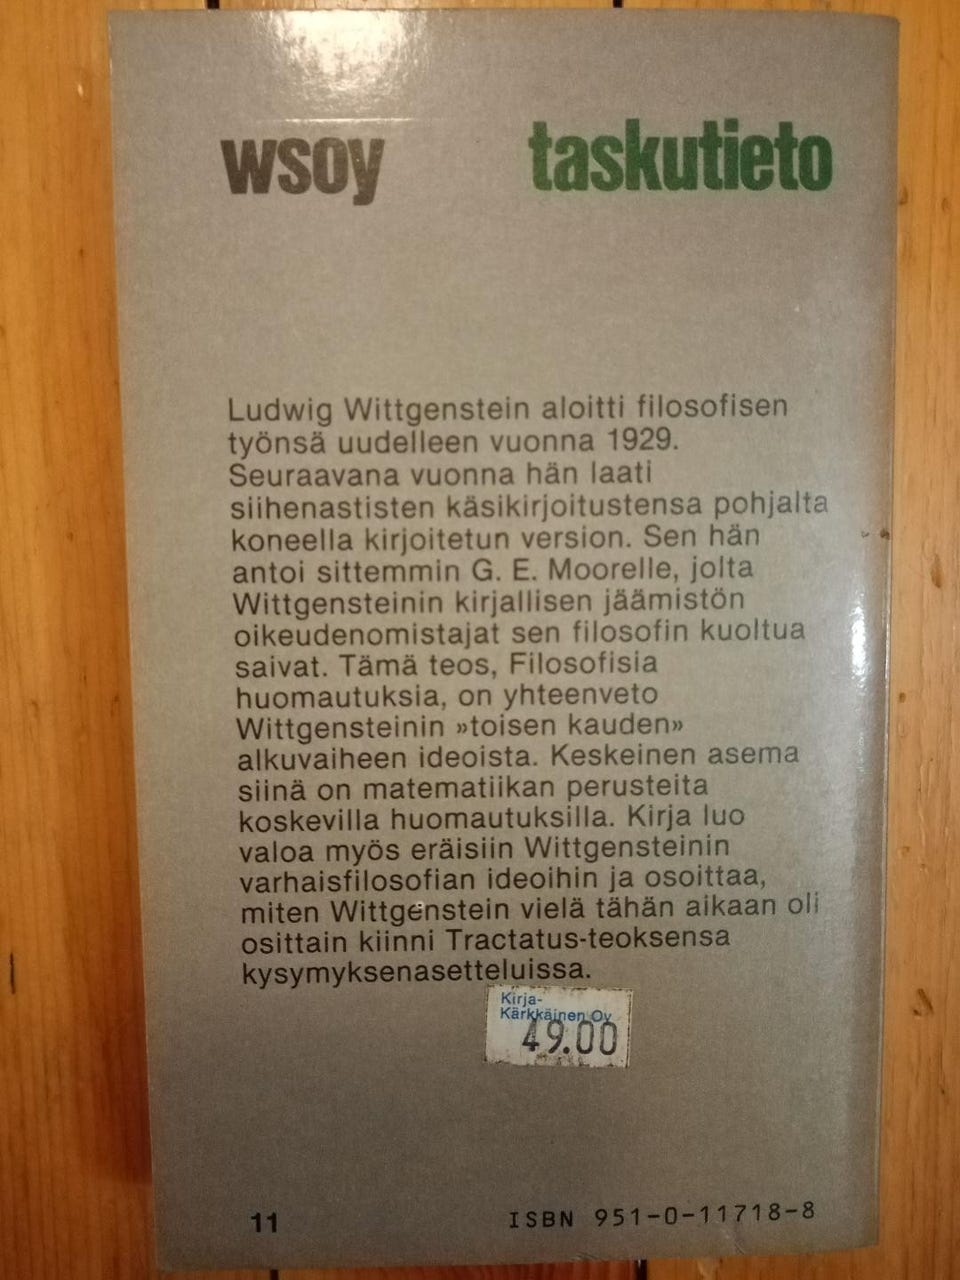 wsoy taskutieto
Ludwig Wittgenstein aloitti filosofisen
työnsä uudelleen vuonna 1929.
Seuraavana vuonna hän laati
siihenastisten käsikirjoitustensa pohjalta
koneella kirjoitetun version. Sen hän
antoi sittemmin G. E. Moorelle, jolta
Wittgensteinin kirjallisen jäämistön
oikeudenomistajat sen filosofin kuoltua
saivat. Tämä teos, Filosofisia
huomautuksia, on yhteenveto
Wittgensteinin »toisen kauden»
alkuvaiheen ideoista. Keskeinen asema
siinä on matematiikan perusteita
koskevilla huomautuksilla. Kirja luo
valoa myös eräisiin Wittgensteinin
varhaisfilosofian ideoihin ja osoittaa,
miten Wittgenstein vielä tähän aikaan oli
osittain kiinni Tractatus-teoksensa
kysymyksenasetteluissa.
Kirja-
Kärkkäinen Oy
49.00
11 ISBN 951-0-11718-8